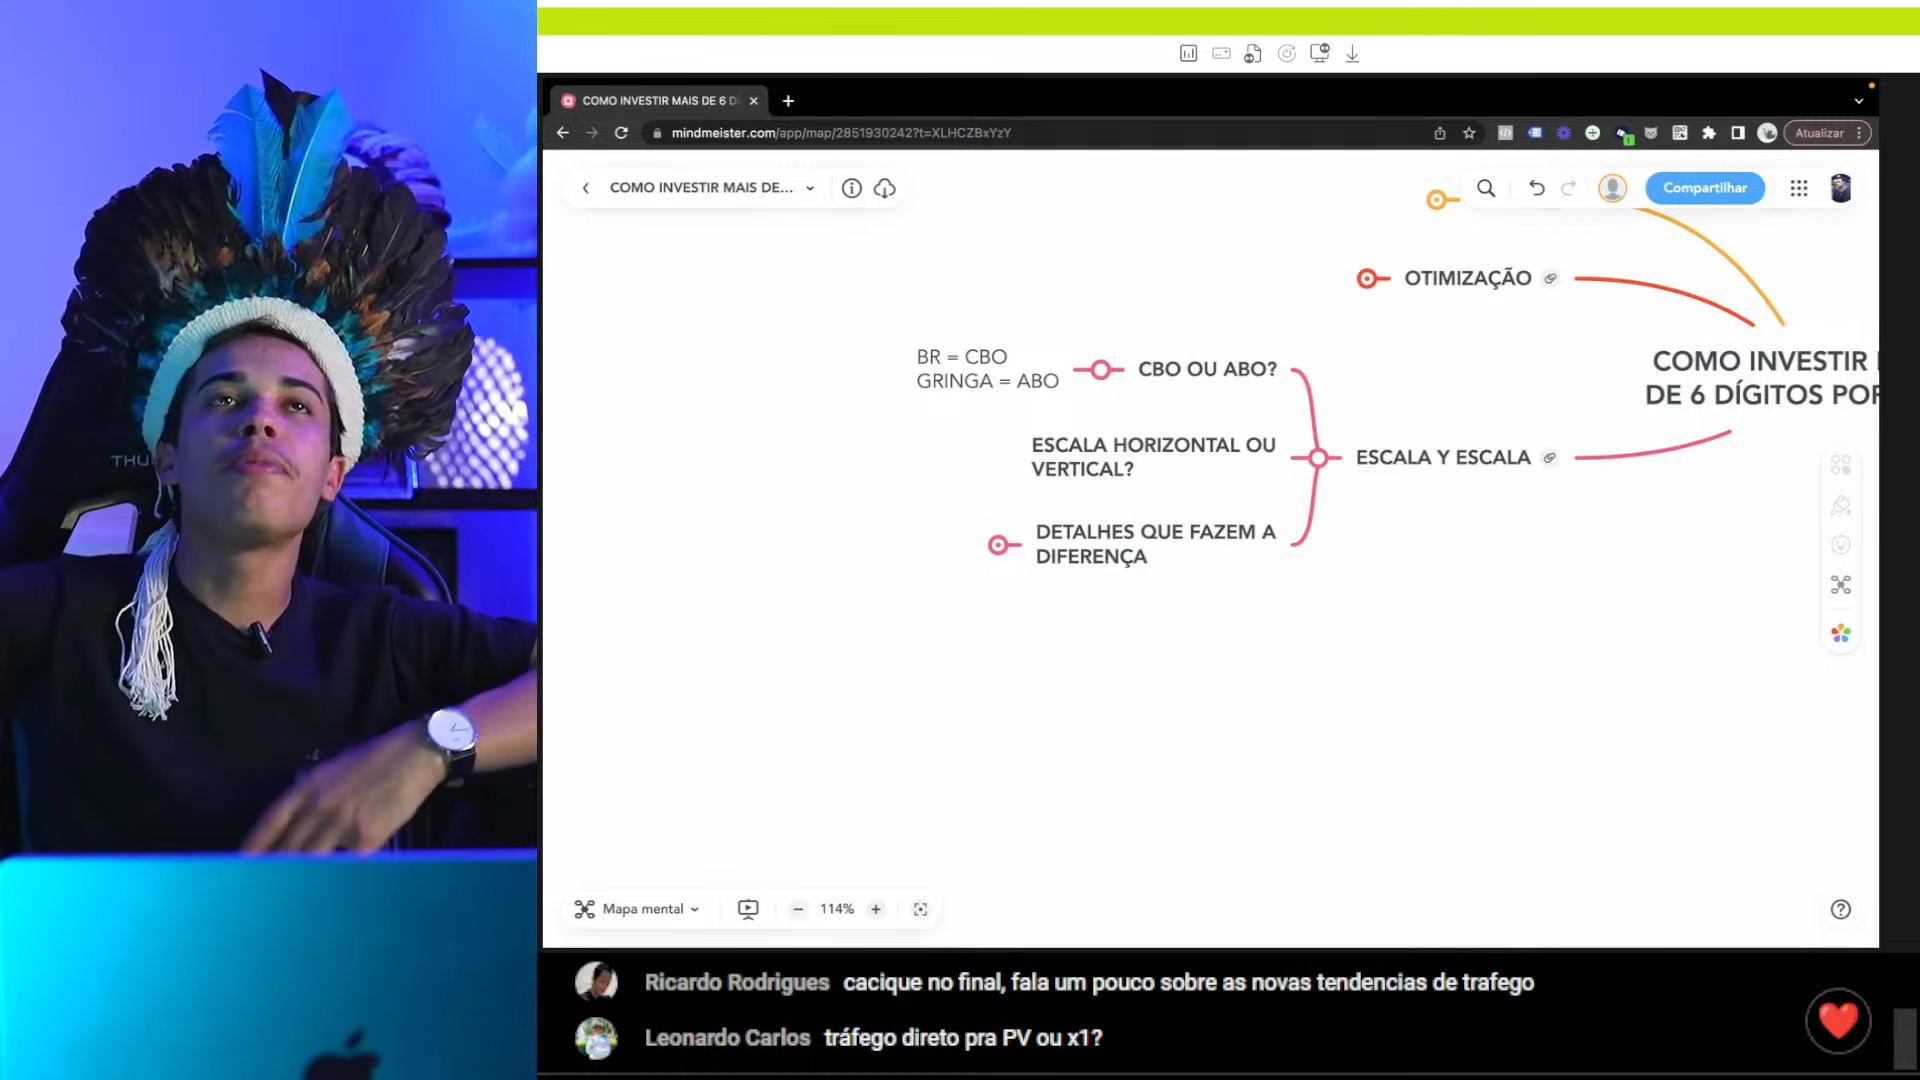 THU
COMO INVESTIR MAIS DE 6 D
mindmeister.com/app/map/2851930242?t=XLHCZBxYzY
Atualizar
COMO INVESTIR MAIS DE...
Compartilhar
OTIMIZAÇÃO
BR = CBO
GRINGA = ABO
CBO OU ABO?
COMO INVESTIR
DE 6 DÍGITOS POR
ESCALA HORIZONTAL OU
VERTICAL?
ESCALA Y ESCALA
DETALHES QUE FAZEM A
DIFERENÇA
Mapa mental
114%
Ricardo Rodrigues cacique no final, fala um pouco sobre as novas tendencias de trafego
Leonardo Carlos tráfego direto pra PV ou x1?